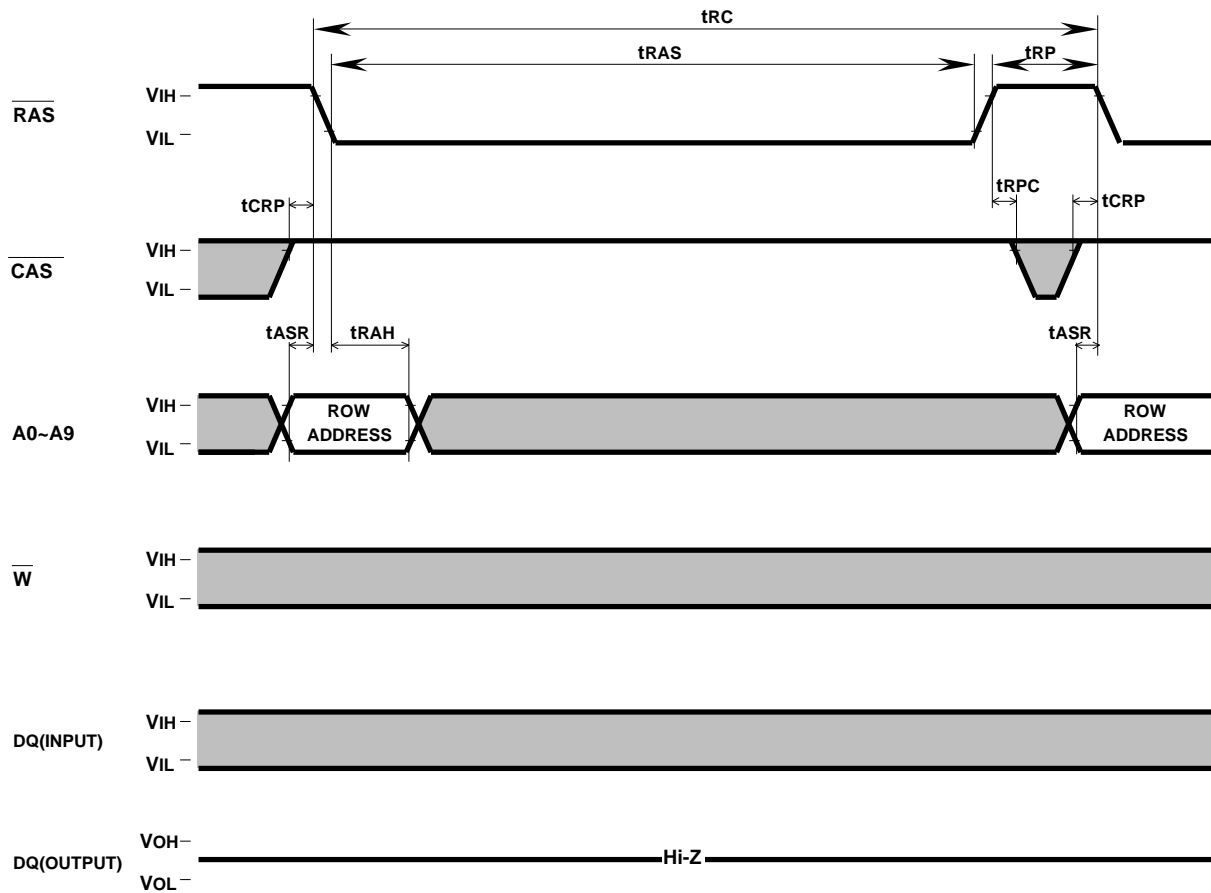 tRC
tRAS
tRP
RAS
VIH
VIL
tCRP
tRPC
tCRP
CAS
VIH
VIL
tASR
tRAH
tASR
A0~A9
VIH
VIL
ROW
ADDRESS
ROW
ADDRESS
W
VIH
VIL
DQ(INPUT)
VIH
VIL
DQ(OUTPUT)
VOH
VOL
Hi-Z